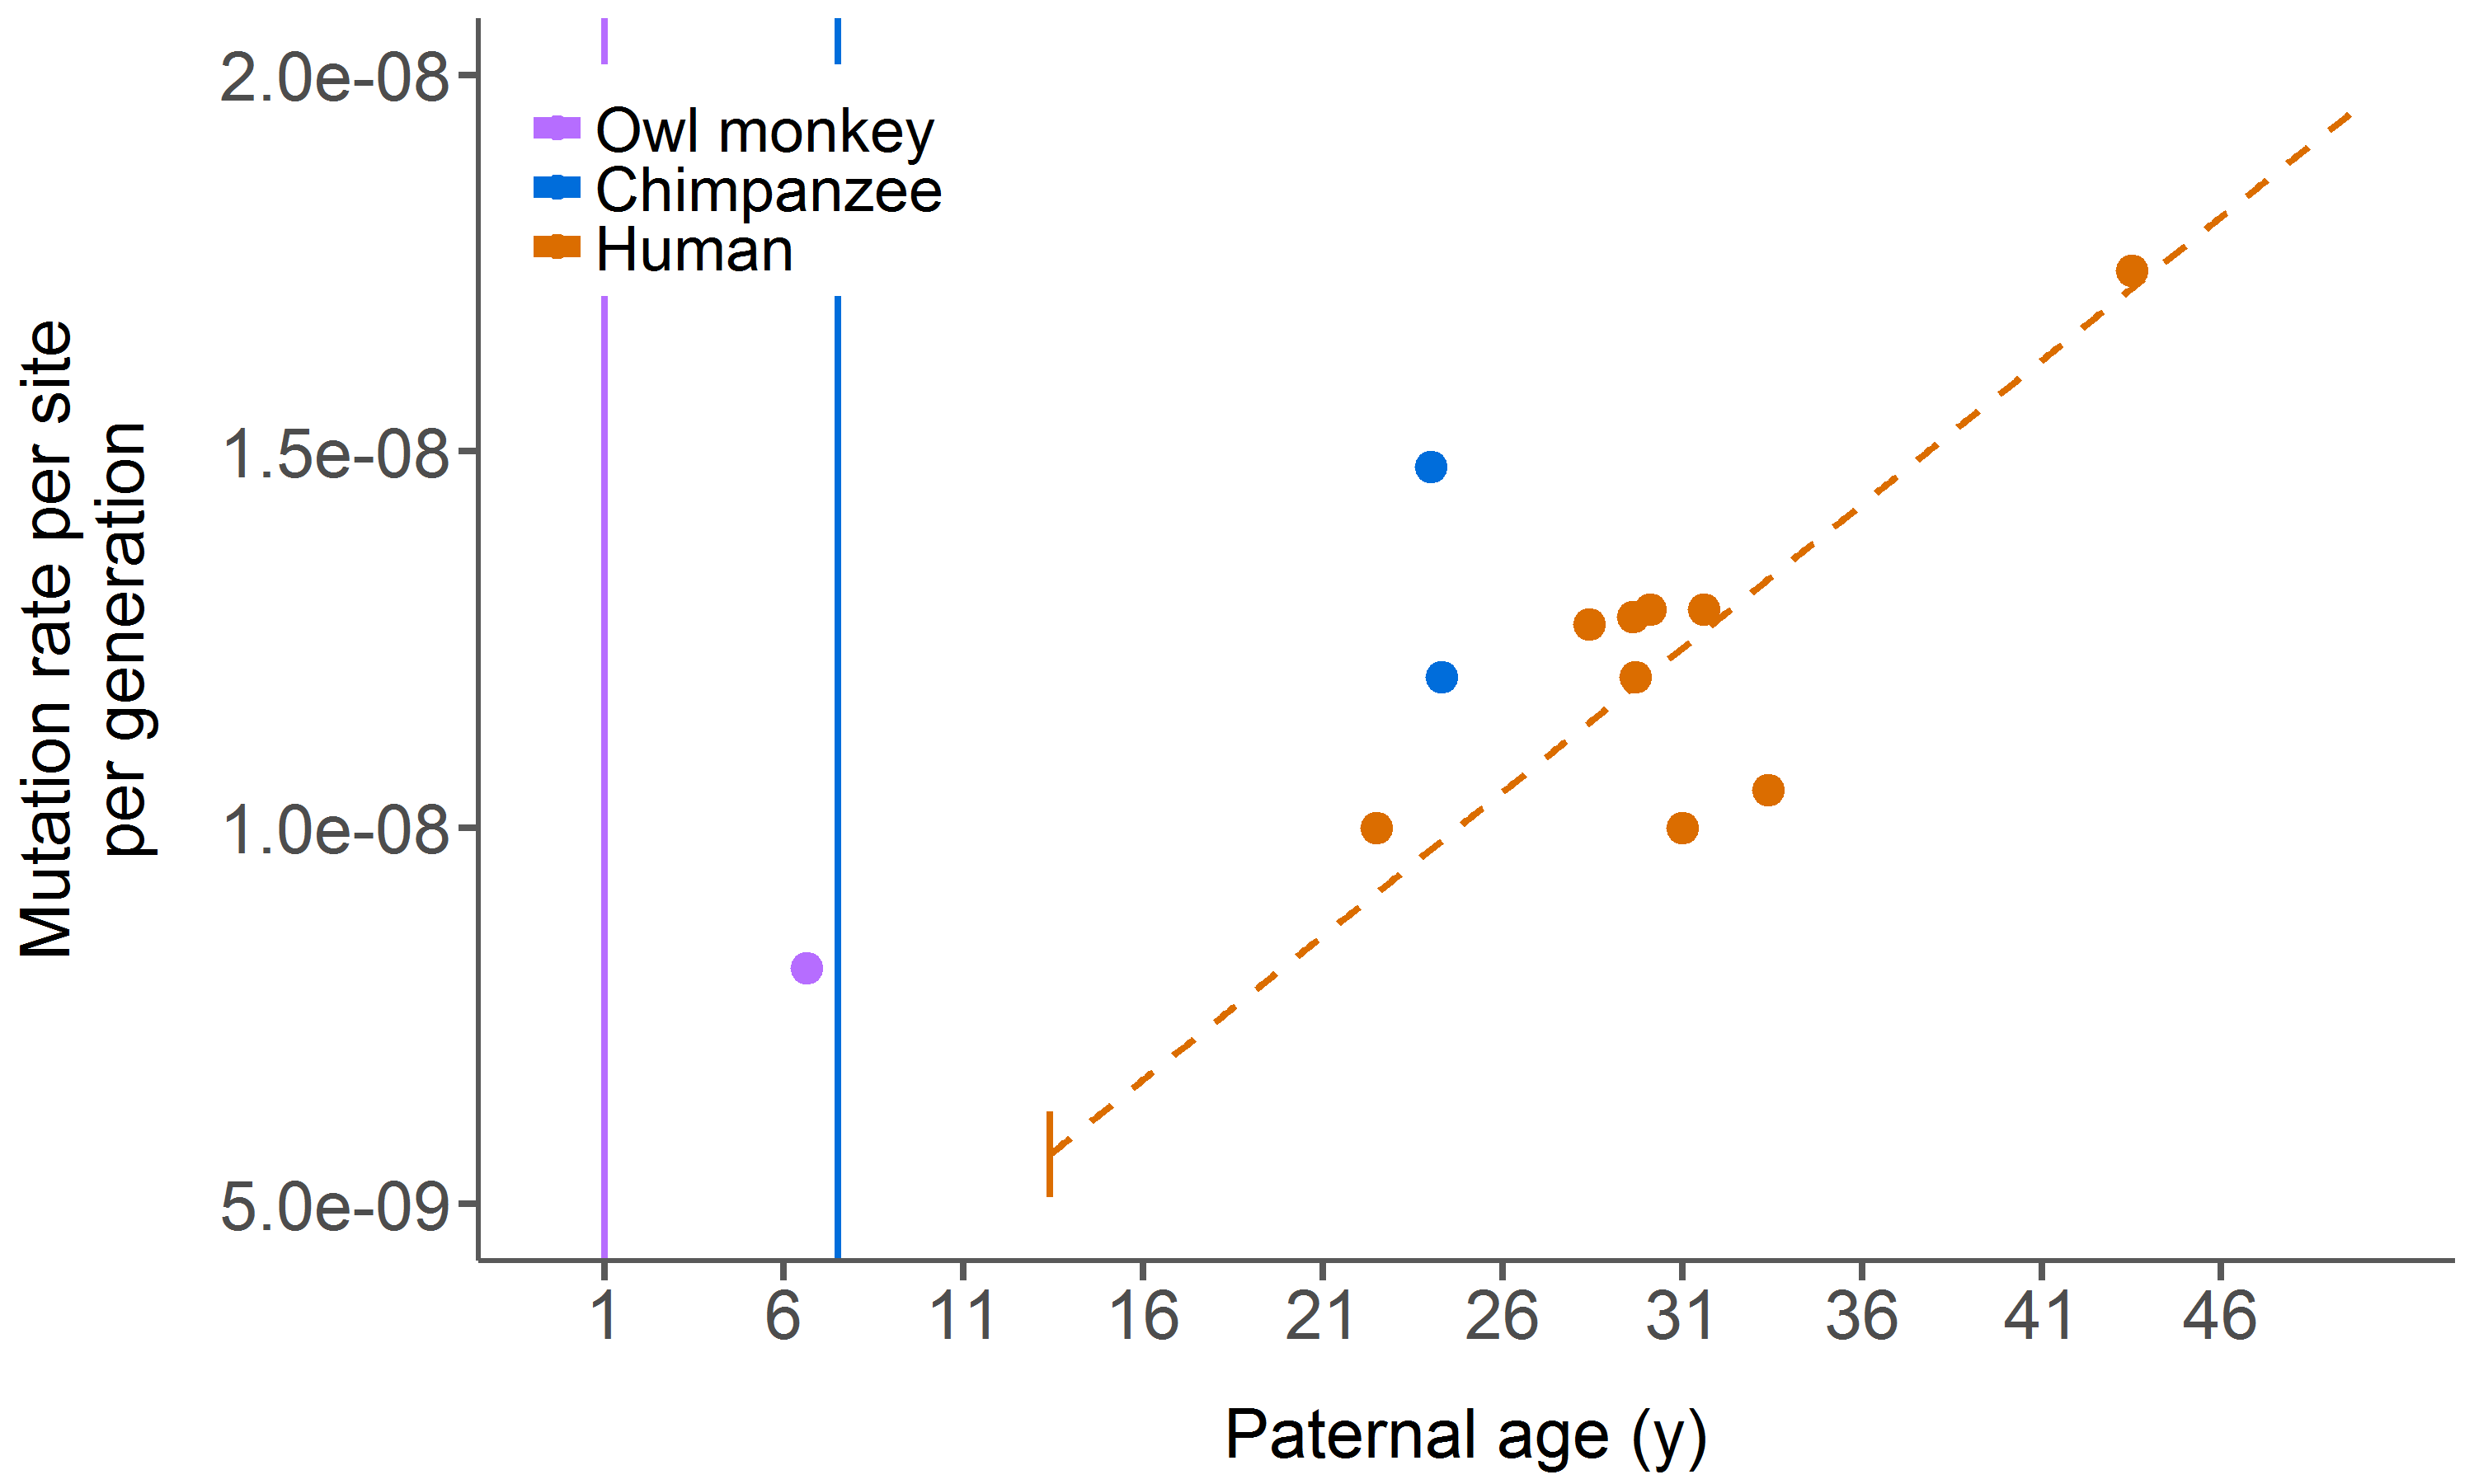 2.0e-08
1.5e-08
1.0e-08
5.0e-09
Mutation rate per site
per generation
Owl monkey
Chimpanzee
Human
1 6 11 16 21 26 31 36 41 46
Paternal age (y)